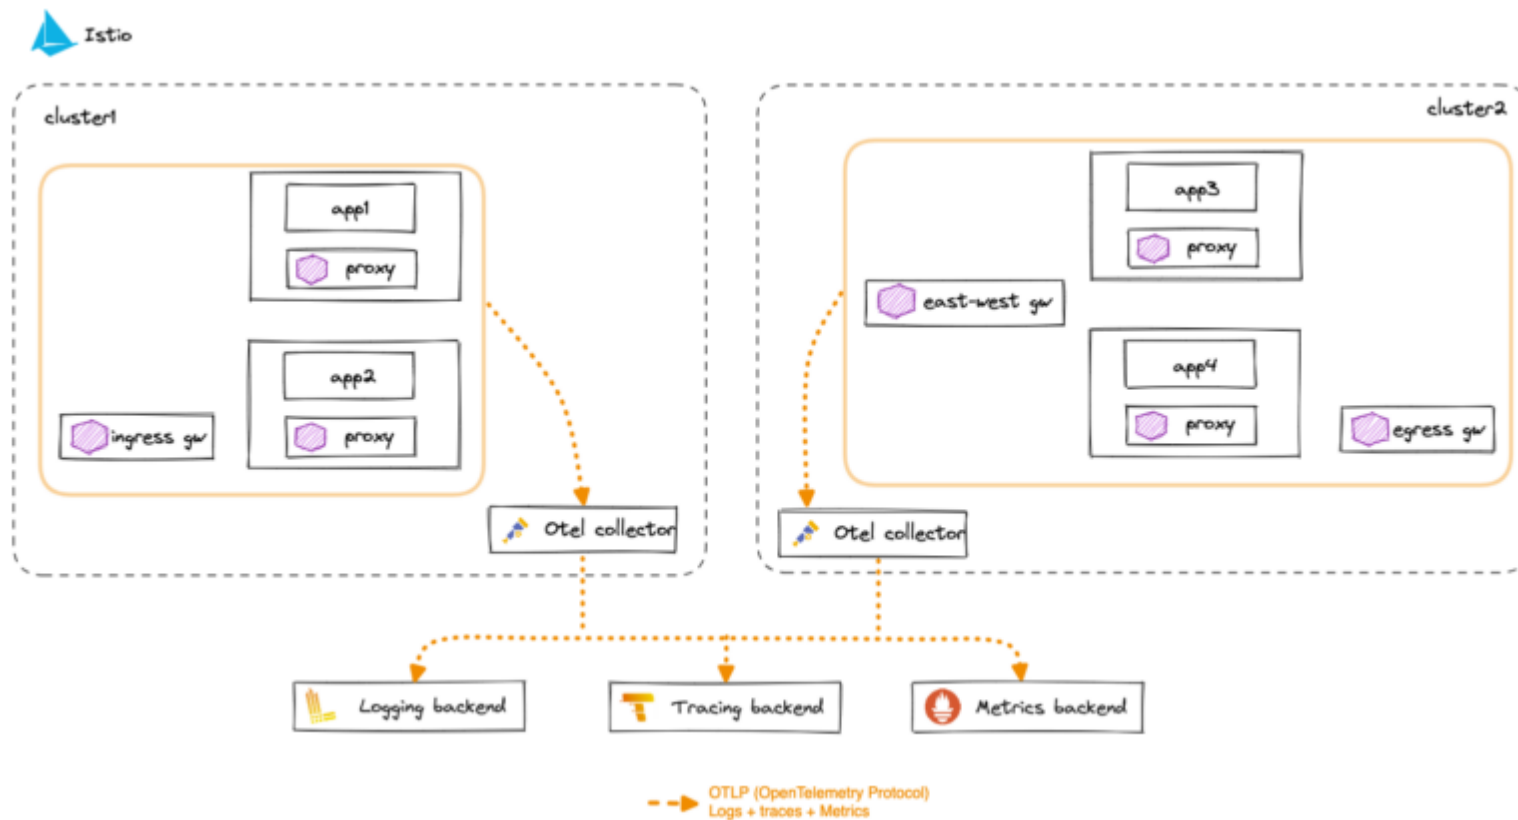 Istio
cluster1
app1
proxy
app2
proxy
ingress gw
Otel collector
cluster2
app3
proxy
east-west gw
app4
proxy
egress gw
Otel collector
Logging backend
Tracing backend
Metrics backend
OTLP (OpenTelemetry Protocol)
Logs + traces + Metrics